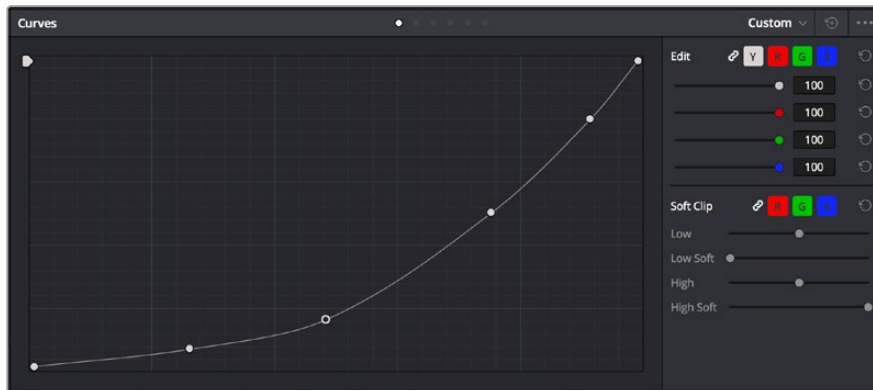 Curves
Custom
Edit
Y R G B
100
100
100
100
Soft Clip
R G B
Low
Low Soft
High
High Soft